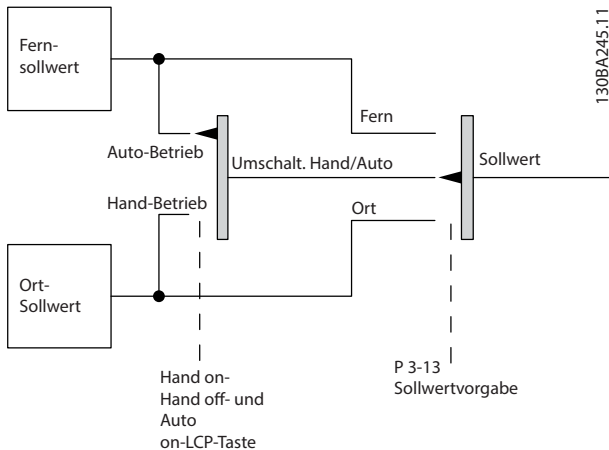 130BA245.11
Fern-
sollwert
Fern
Auto-Betrieb
Umschalt. Hand/Auto
Sollwert
Hand-Betrieb
Ort
Ort-
Sollwert
P 3-13
Sollwertvorgabe
Hand on-
Hand off- und
Auto
on-LCP-Taste